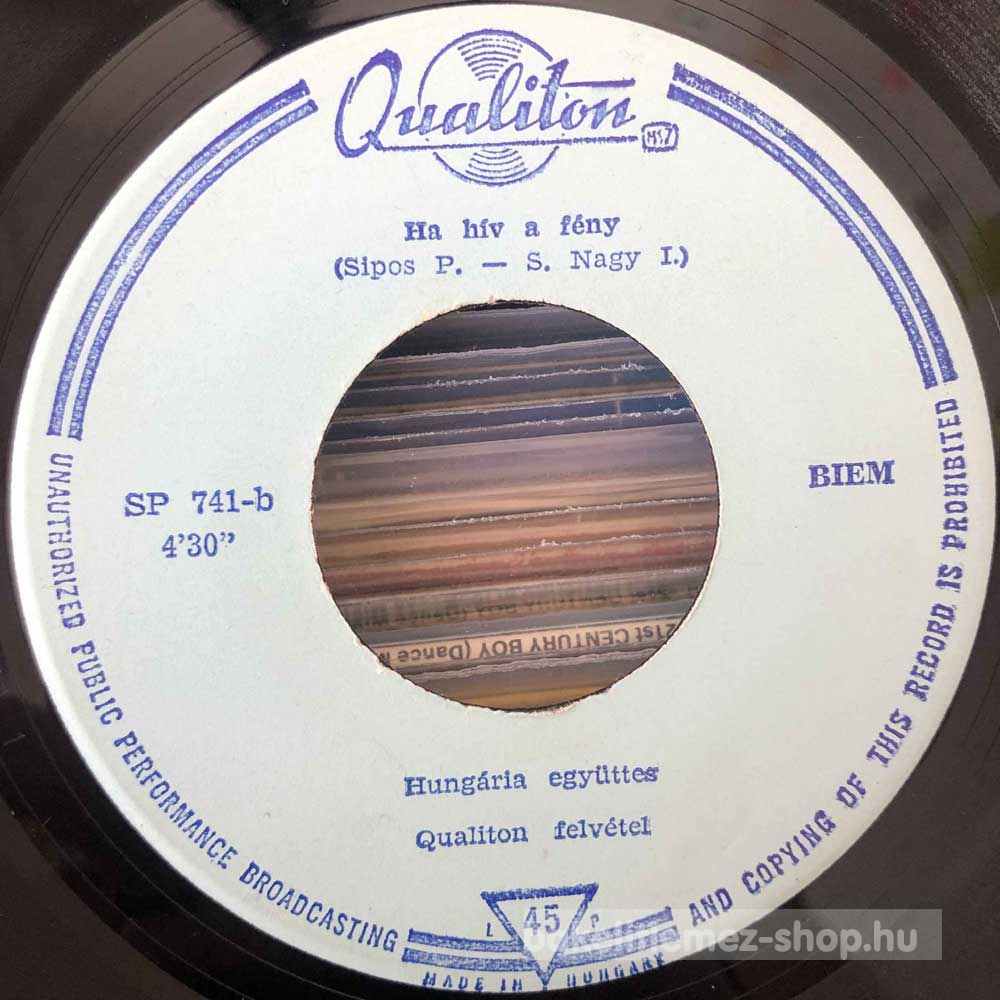 Qualiton
MSZ
Ha hív a fény
(Sipos P. — S. Nagy I.)
SP 741-b
4'30"
BIEM
21st CENTURY BOY (Dance M
Hungária együttes
Qualiton felvétel
UNAUTHORIZED PUBLIC PERFORMANCE BROADCASTING
AND COPYING OF THIS RECORD IS PROHIBITED
L 45 P
MADE IN HUNGARY
bakelitlemez-shop.hu